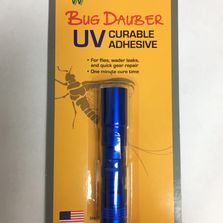 BUG DAUBER
UV CURABLE
ADHESIVE
• For flies, wader leaks,
and quick gear repair
• One minute cure time